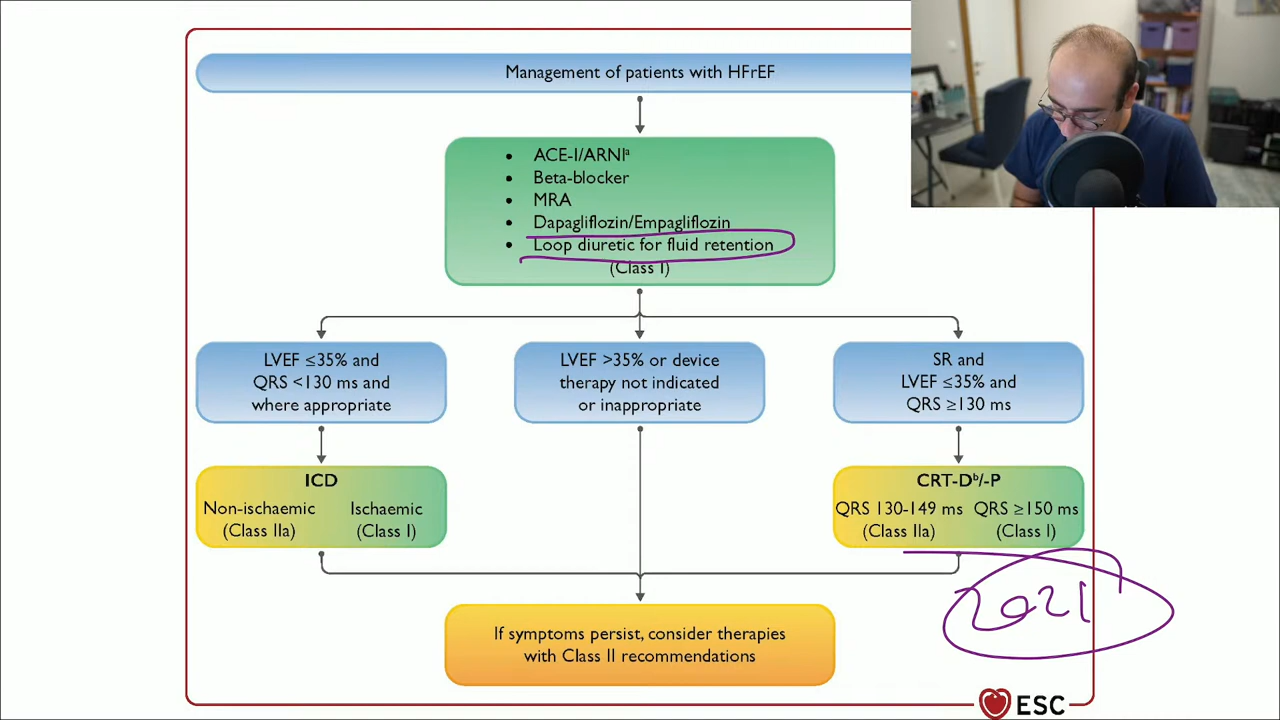 Management of patients with HFrEF
• ACE-I/ARNIᵃ
• Beta-blocker
• MRA
• Dapagliflozin/Empagliflozin
• Loop diuretic for fluid retention
(Class I)
LVEF ≤35% and
QRS <130 ms and
where appropriate
LVEF >35% or device
therapy not indicated
or inappropriate
SR and
LVEF ≤35% and
QRS ≥130 ms
ICD
Non-ischaemic
(Class IIa)
Ischaemic
(Class I)
CRT-Dᵇ/-P
QRS 130-149 ms
(Class IIa)
QRS ≥150 ms
(Class I)
2021
If symptoms persist, consider therapies
with Class II recommendations
ESC